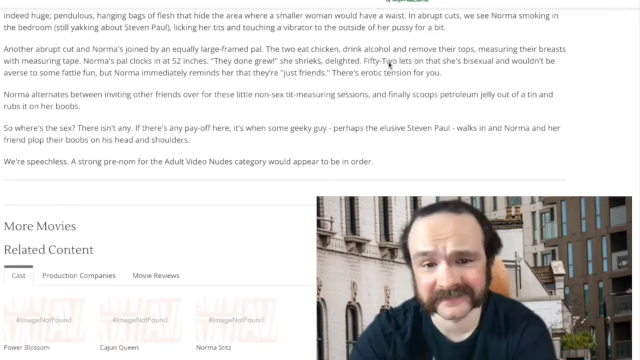 indeed huge; pendulous, hanging bags of flesh that hide the area where a smaller woman would have a waist. In abrupt cuts, we see Norma smoking in
the bedroom (still yakking about Steven Paul), licking her tits and touching a vibrator to the outside of her pussy for a bit.
Another abrupt cut and Norma's joined by an equally large-framed pal. The two eat chicken, drink alcohol and remove their tops, measuring their breasts
with measuring tape. Norma's pal clocks in at 52 inches. "They done grew!" she shrieks, delighted. Fifty-Two lets on that she's bisexual and wouldn't be
averse to some fattie fun, but Norma immediately reminds her that they're "just friends." There's erotic tension for you.
Norma alternates between inviting other friends over for these little non-sex tit-measuring sessions, and finally scoops petroleum jelly out of a tin and
rubs it on her boobs.
So where's the sex? There isn't any. If there's any pay-off here, it's when some geeky guy - perhaps the elusive Steven Paul - walks in and Norma and her
friend plop their boobs on his head and shoulders.
We're speechless. A strong pre-nom for the Adult Video Nudes category would appear to be in order.
More Movies
Related Content
Cast Production Companies Movie Reviews
#ImageNotFound #ImageNotFound #ImageNotFound
Power Blossom Cajun Queen Norma Stitz